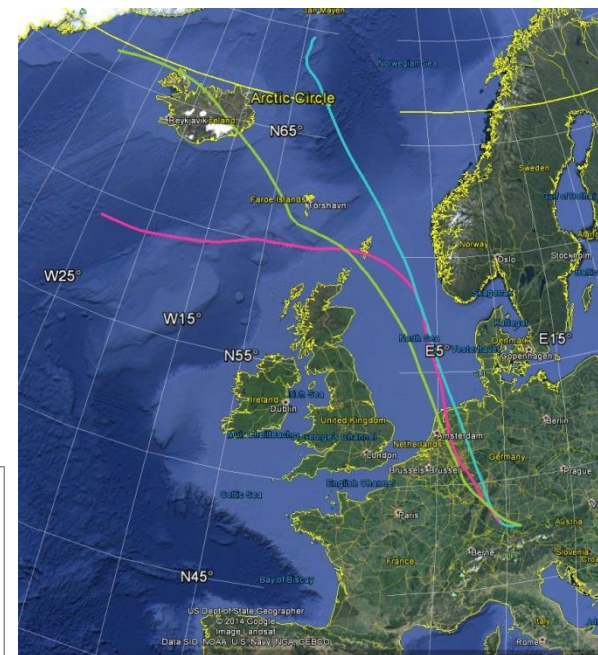 Jan Mayen
Norwegian Sea
Arctic Circle
Reykjavik
Iceland
N65°
Sweden
Faroe Islands
Torshavn
Norway
Oslo
Stockholm
W25°
W15°
North Sea
E5°
E15°
Denmark
Copenhagen
N55°
Ireland
Irish Sea
Dublin
United Kingdom
Amsterdam
Berlin
Netherlands
London
Germany
Brussels
Prague
English Channel
Celtic Sea
Paris
Austria
Berne
Slovenia
France
N45°
Bay of Biscay
US Dept of State Geographer
© 2014 Google
Image Landsat
Data SIO, NOAA, U.S. Navy, NGA, GEBCO
Italy
Rome